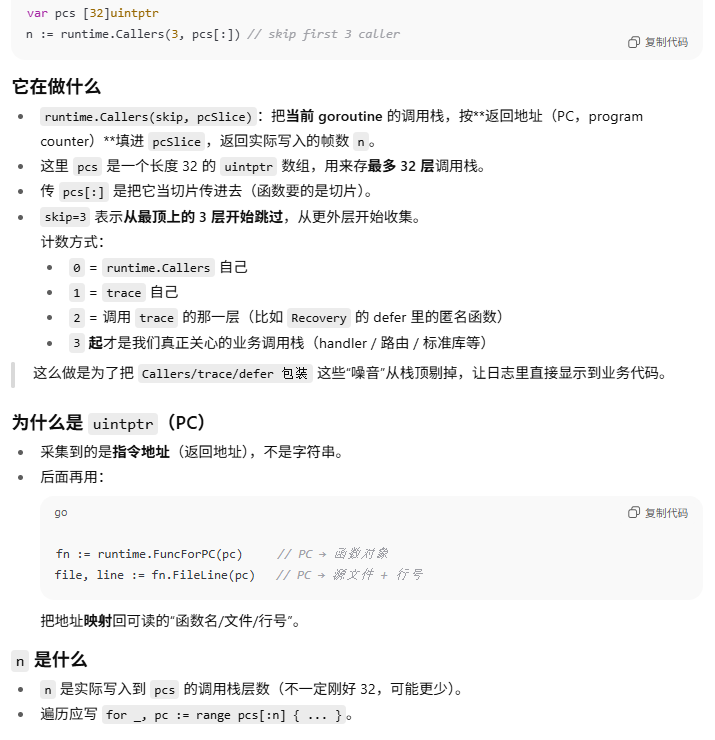 var pcs [32]uintptr
n := runtime.Callers(3, pcs[:]) // skip first 3 caller
复制代码
它在做什么
runtime.Callers(skip, pcSlice)：把当前 goroutine 的调用栈，按**返回地址（PC，program
counter）**填进 pcSlice，返回实际写入的帧数 n。
这里 pcs 是一个长度 32 的 uintptr 数组，用来存最多 32 层调用栈。
传 pcs[:] 是把它当切片传进去（函数要的是切片）。
skip=3 表示从最顶上的 3 层开始跳过，从更外层开始收集。
计数方式：
0 = runtime.Callers 自己
1 = trace 自己
2 = 调用 trace 的那一层（比如 Recovery 的 defer 里的匿名函数）
3 起才是我们真正关心的业务调用栈（handler / 路由 / 标准库等）
这么做是为了把 Callers/trace/defer 包装 这些“噪音”从栈顶剔掉，让日志里直接显示到业务代码。
为什么是 uintptr（PC）
采集到的是指令地址（返回地址），不是字符串。
后面再用：
go
复制代码
fn := runtime.FuncForPC(pc) // PC → 函数对象
file, line := fn.FileLine(pc) // PC → 源文件 + 行号
把地址映射回可读的“函数名/文件/行号”。
n 是什么
n 是实际写入到 pcs 的调用栈层数（不一定刚好 32，可能更少）。
遍历应写 for _, pc := range pcs[:n] { ... }。